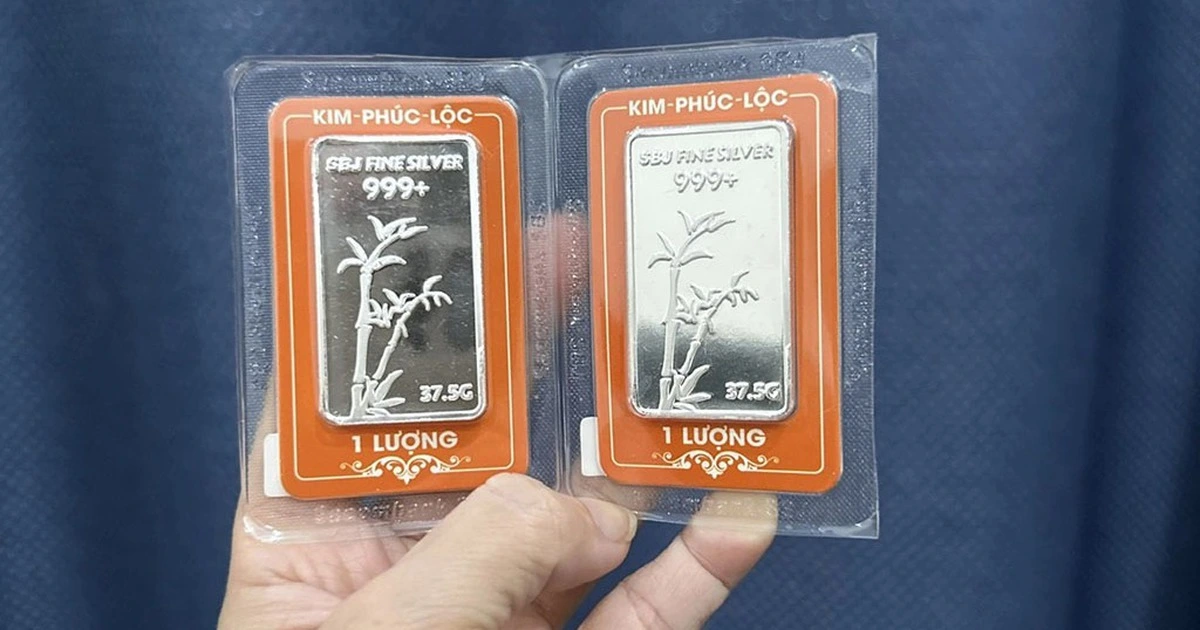 KIM-PHÚC-LỘC
SBJ FINE SILVER
999+
37.5G
1 LƯỢNG
KIM-PHÚC-LỘC
SBJ FINE SILVER
999+
37.5G
1 LƯỢNG